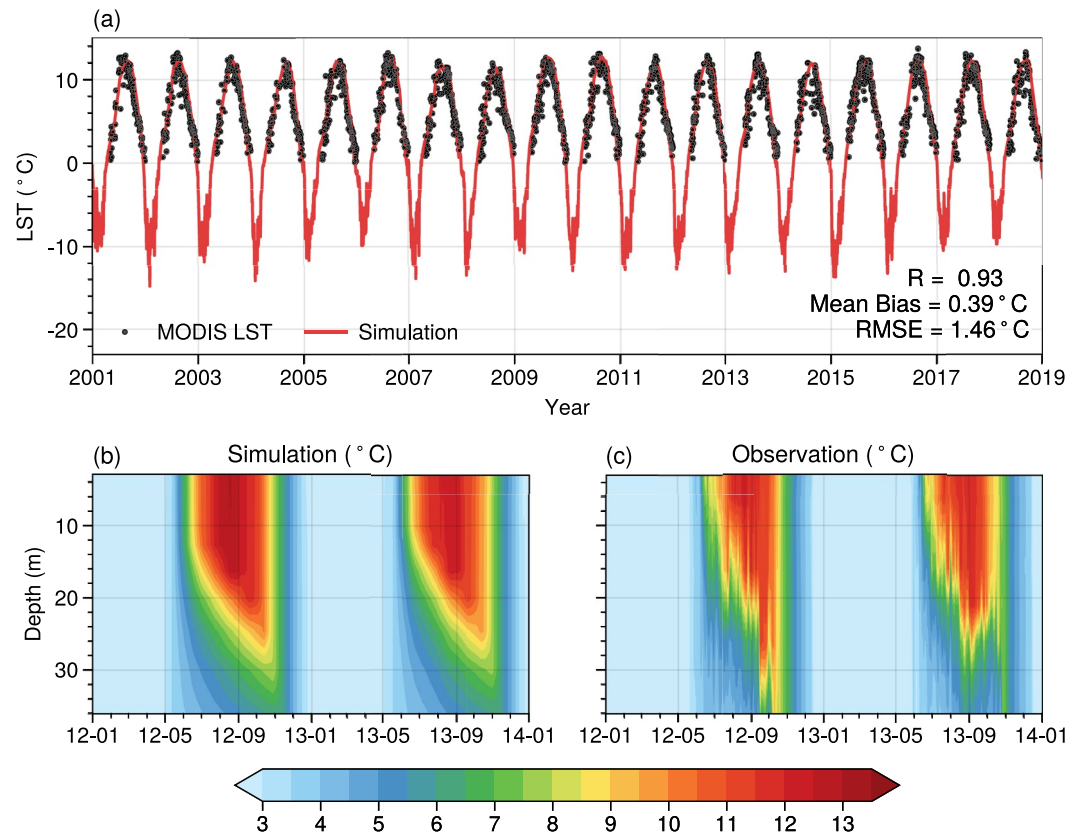 (a)
LST (°C)
10
0
-10
-20
R = 0.93
Mean Bias = 0.39°C
RMSE = 1.46°C
MODIS LST
Simulation
2001 2003 2005 2007 2009 2011 2013 2015 2017 2019
Year
(b) Simulation (°C)
(c) Observation (°C)
Depth (m)
10
20
30
12-01 12-05 12-09 13-01 13-05 13-09 14-01
12-01 12-05 12-09 13-01 13-05 13-09 14-01
3 4 5 6 7 8 9 10 11 12 13